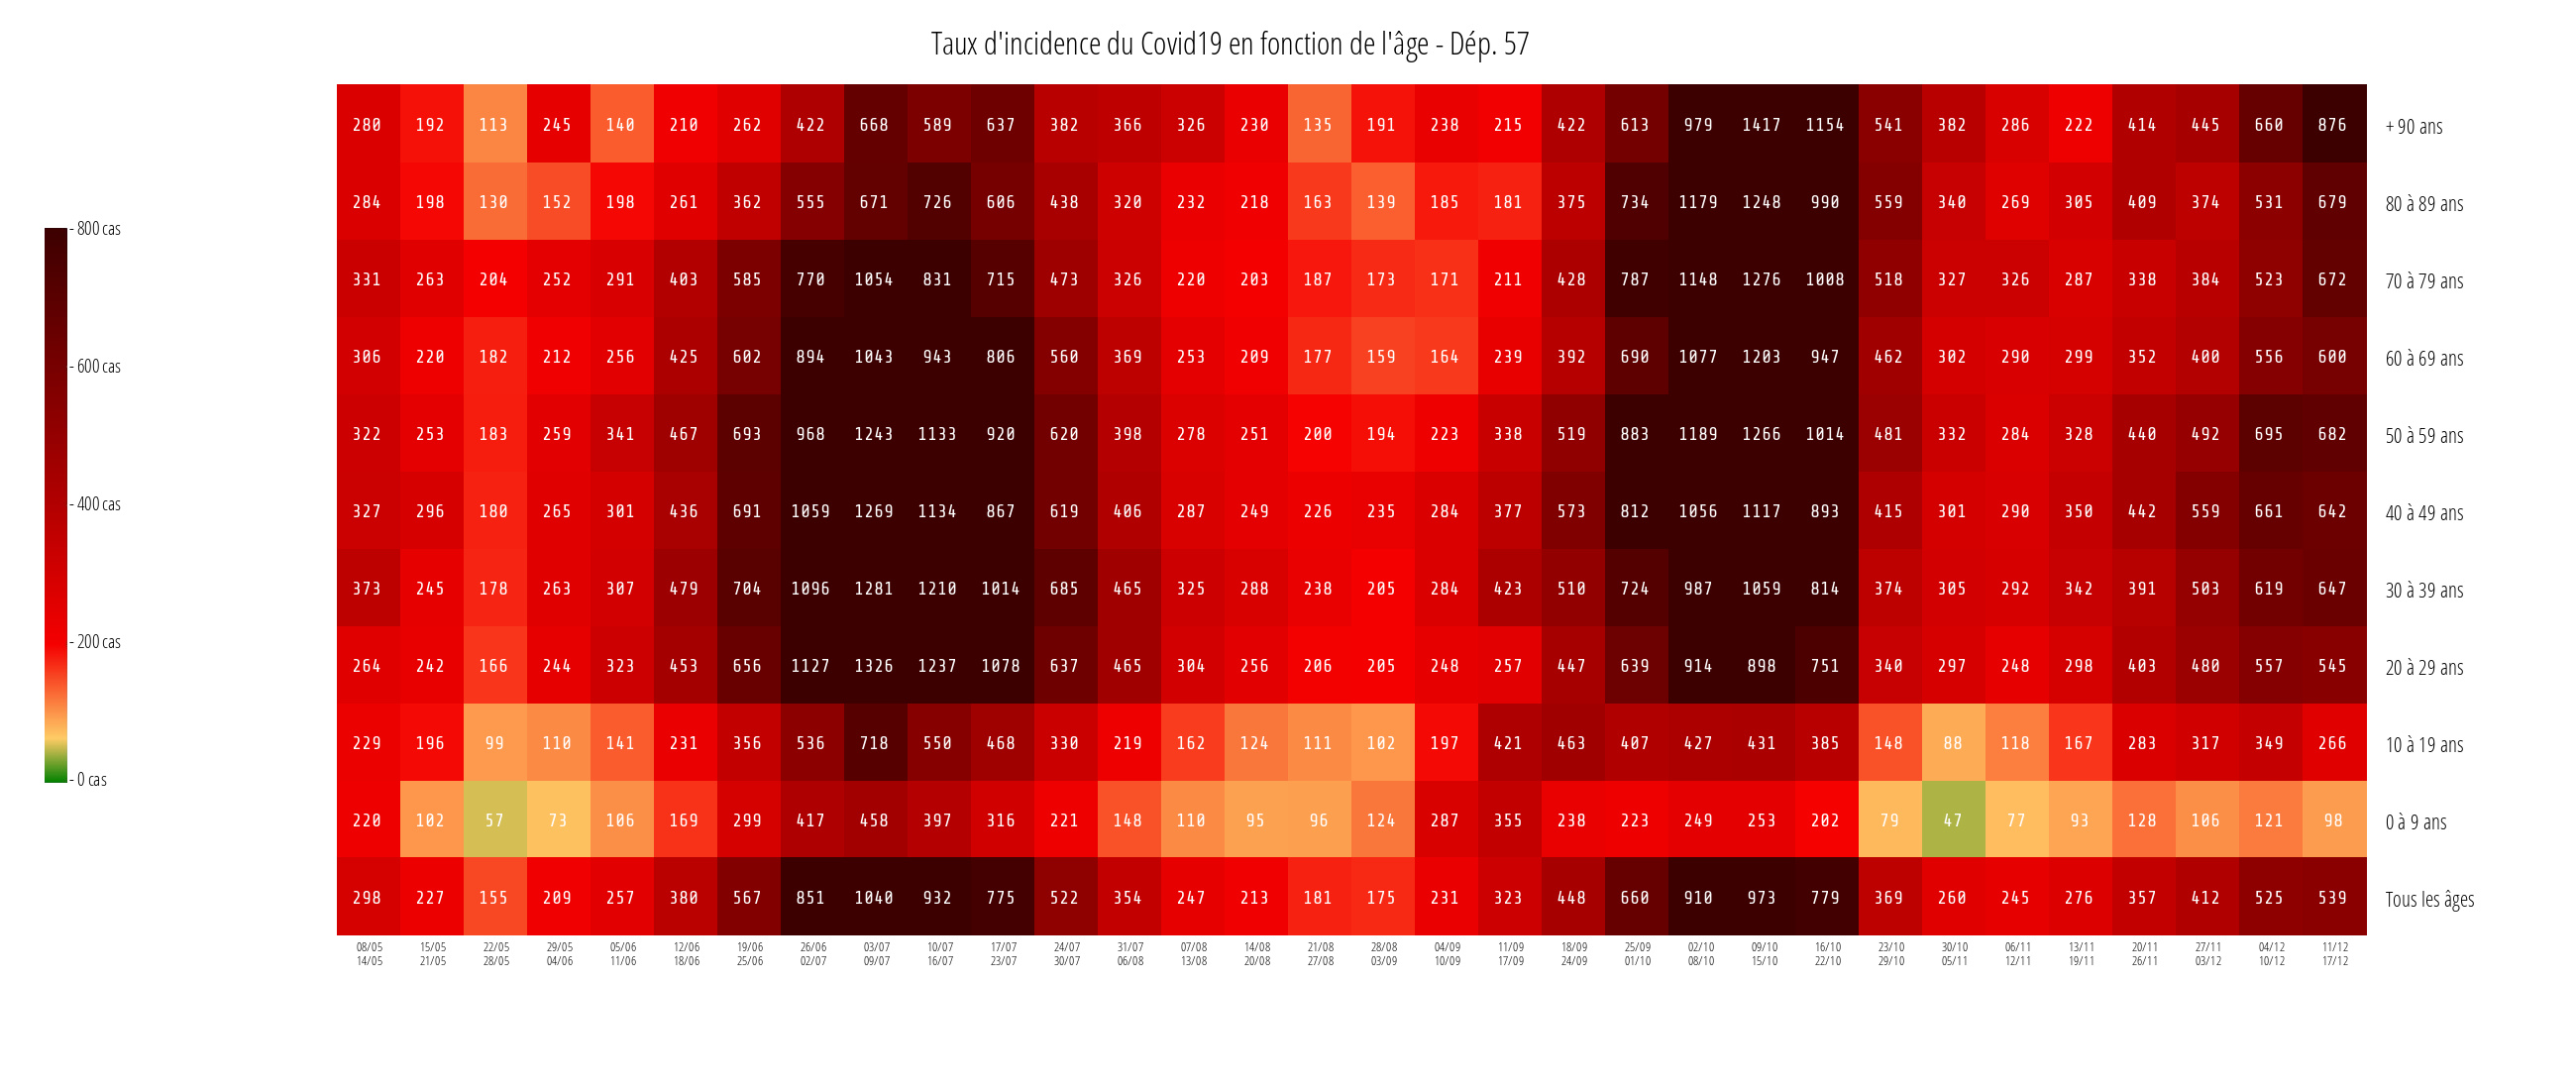 Taux d'incidence du Covid19 en fonction de l'âge - Dép. 57
- 800 cas
- 600 cas
- 400 cas
- 200 cas
- 0 cas
280 192 113 245 140 210 262 422 668 589 637 382 366 326 230 135 191 238 215 422 613 979 1417 1154 541 382 286 222 414 445 660 876 + 90 ans
284 198 130 152 198 261 362 555 671 726 606 438 320 232 218 163 139 185 181 375 734 1179 1248 990 559 340 269 305 409 374 531 679 80 à 89 ans
331 263 204 252 291 403 585 770 1054 831 715 473 326 220 203 187 173 171 211 428 787 1148 1276 1008 518 327 326 287 338 384 523 672 70 à 79 ans
306 220 182 212 256 425 602 894 1043 943 806 560 369 253 209 177 159 164 239 392 690 1077 1203 947 462 302 290 299 352 400 556 600 60 à 69 ans
322 253 183 259 341 467 693 968 1243 1133 920 620 398 278 251 200 194 223 338 519 883 1189 1266 1014 481 332 284 328 440 492 695 682 50 à 59 ans
327 296 180 265 301 436 691 1059 1269 1134 867 619 406 287 249 226 235 284 377 573 812 1056 1117 893 415 301 290 350 442 559 661 642 40 à 49 ans
373 245 178 263 307 479 704 1096 1281 1210 1014 685 465 325 288 238 205 284 423 510 724 987 1059 814 374 305 292 342 391 503 619 647 30 à 39 ans
264 242 166 244 323 453 656 1127 1326 1237 1078 637 465 304 256 206 205 248 257 447 639 914 898 751 340 297 248 298 403 480 557 545 20 à 29 ans
229 196 99 110 141 231 356 536 718 550 468 330 219 162 124 111 102 197 421 463 407 427 431 385 148 88 118 167 283 317 349 266 10 à 19 ans
220 102 57 73 106 169 299 417 458 397 316 221 148 110 95 96 124 287 355 238 223 249 253 202 79 47 77 93 128 106 121 98 0 à 9 ans
298 227 155 209 257 380 567 851 1040 932 775 522 354 247 213 181 175 231 323 448 660 910 973 779 369 260 245 276 357 412 525 539 Tous les âges
08/05 15/05 22/05 29/05 05/06 12/06 19/06 26/06 03/07 10/07 17/07 24/07 31/07 07/08 14/08 21/08 28/08 04/09 11/09 18/09 25/09 02/10 09/10 16/10 23/10 30/10 06/11 13/11 20/11 27/11 04/12 11/12
14/05 21/05 28/05 04/06 11/06 18/06 25/06 02/07 09/07 16/07 23/07 30/07 06/08 13/08 20/08 27/08 03/09 10/09 17/09 24/09 01/10 08/10 15/10 22/10 29/10 05/11 12/11 19/11 26/11 03/12 10/12 17/12